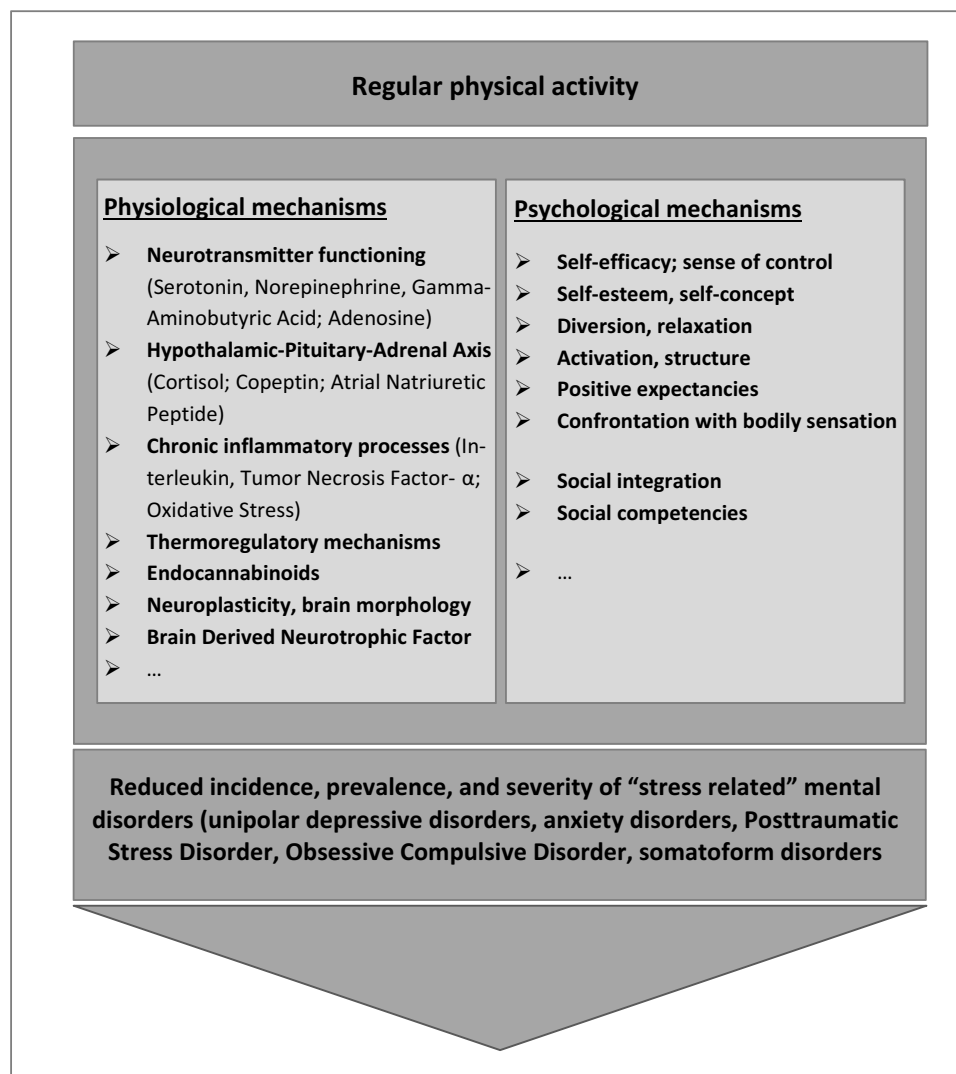 Regular physical activity
Physiological mechanisms
➢ Neurotransmitter functioning
(Serotonin, Norepinephrine, Gamma-
Aminobutyric Acid; Adenosine)
➢ Hypothalamic-Pituitary-Adrenal Axis
(Cortisol; Copeptin; Atrial Natriuretic
Peptide)
➢ Chronic inflammatory processes (In-
terleukin, Tumor Necrosis Factor- α;
Oxidative Stress)
➢ Thermoregulatory mechanisms
➢ Endocannabinoids
➢ Neuroplasticity, brain morphology
➢ Brain Derived Neurotrophic Factor
➢ ...
Psychological mechanisms
➢ Self-efficacy; sense of control
➢ Self-esteem, self-concept
➢ Diversion, relaxation
➢ Activation, structure
➢ Positive expectancies
➢ Confrontation with bodily sensation
➢ Social integration
➢ Social competencies
➢ ...
Reduced incidence, prevalence, and severity of “stress related” mental
disorders (unipolar depressive disorders, anxiety disorders, Posttraumatic
Stress Disorder, Obsessive Compulsive Disorder, somatoform disorders